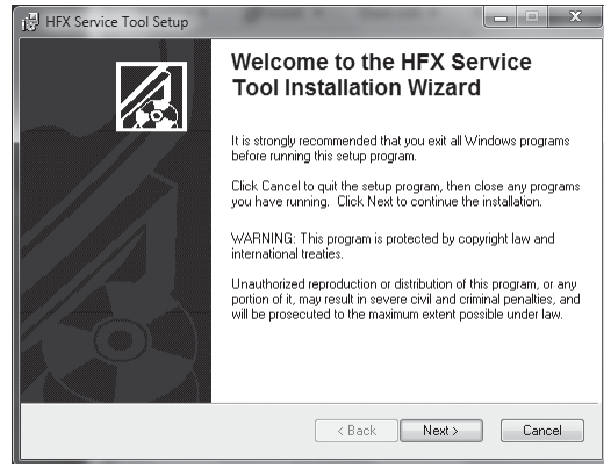 HFX Service Tool Setup
Welcome to the HFX Service
Tool Installation Wizard
It is strongly recommended that you exit all Windows programs
before running this setup program.
Click Cancel to quit the setup program, then close any programs
you have running. Click Next to continue the installation.
WARNING: This program is protected by copyright law and
international treaties.
Unauthorized reproduction or distribution of this program, or any
portion of it, may result in severe civil and criminal penalties, and
will be prosecuted to the maximum extent possible under law.
< Back
Next >
Cancel